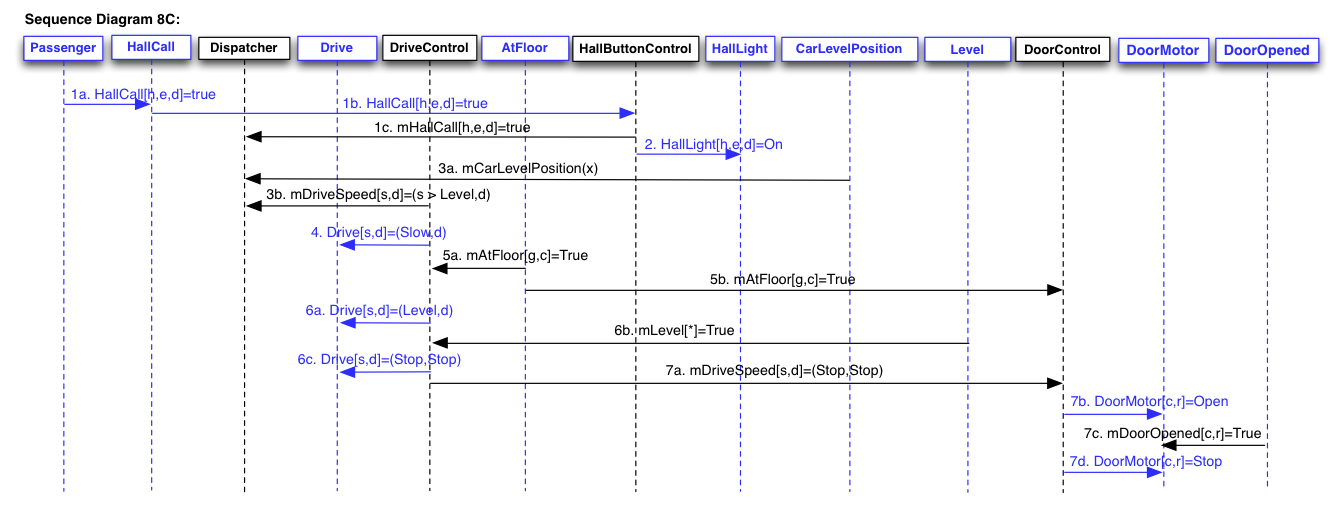 Sequence Diagram 8C:
Passenger
HallCall
Dispatcher
Drive
DriveControl
AtFloor
HallButtonControl
HallLight
CarLevelPosition
Level
DoorControl
DoorMotor
DoorOpened
1a. HallCall[h,e,d]=true
1b. HallCall[h,e,d]=true
1c. mHallCall[h,e,d]=true
2. HallLight[h,e,d]=On
3a. mCarLevelPosition(x)
3b. mDriveSpeed[s,d]=(s > Level,d)
4. Drive[s,d]=(Slow,d)
5a. mAtFloor[g,c]=True
5b. mAtFloor[g,c]=True
6a. Drive[s,d]=(Level,d)
6b. mLevel[*]=True
6c. Drive[s,d]=(Stop,Stop)
7a. mDriveSpeed[s,d]=(Stop,Stop)
7b. DoorMotor[c,r]=Open
7c. mDoorOpened[c,r]=True
7d. DoorMotor[c,r]=Stop